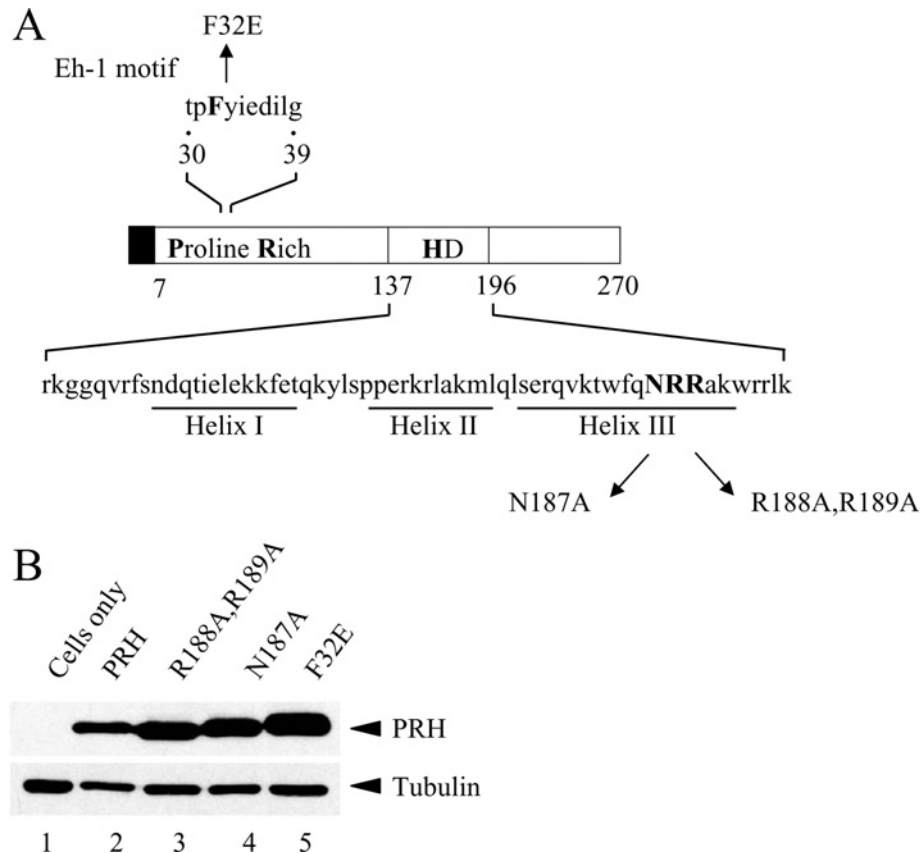 A
F32E
Eh-1 motif
tpFyiedilg
30 39
Proline Rich HD
7 137 196 270
rkggqvrfsndqtielekkfetqkylspperkrlakmlqlserqvktwfqNRRakwrrlk
Helix I Helix II Helix III
N187A R188A,R189A
B
Cells only
PRH
R188A,R189A
N187A
F32E
PRH
Tubulin
1 2 3 4 5